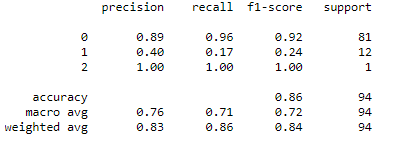 precision recall f1-score support
0 0.89 0.96 0.92 81
1 0.40 0.17 0.24 12
2 1.00 1.00 1.00 1
accuracy 0.86 94
macro avg 0.76 0.71 0.72 94
weighted avg 0.83 0.86 0.84 94